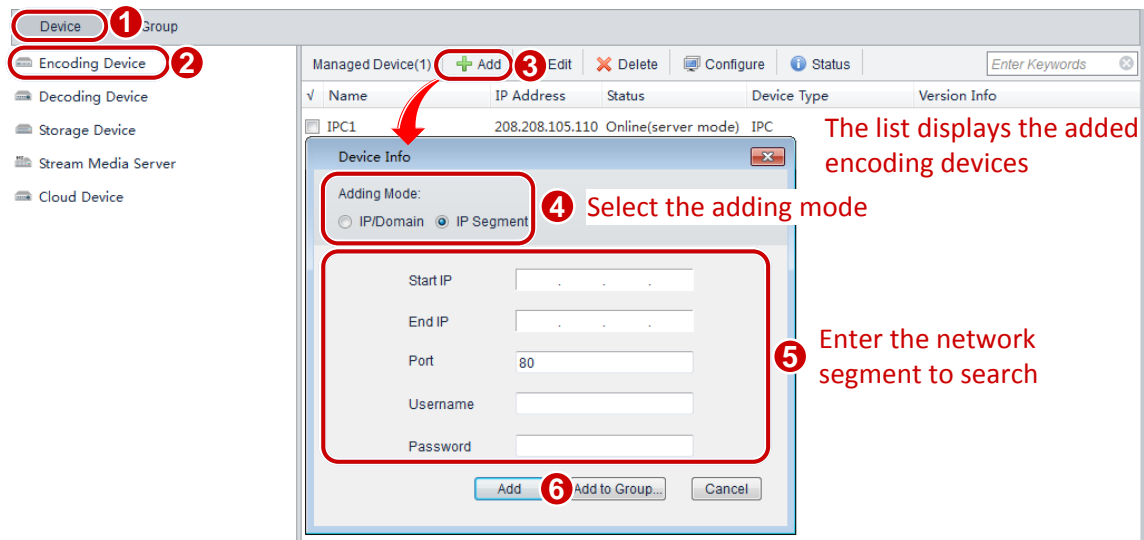 Device 1 Group
Encoding Device 2
Decoding Device
Storage Device
Stream Media Server
Cloud Device
Managed Device(1) Add 3 Edit Delete Configure Status Enter Keywords
√ Name IP Address Status Device Type Version Info
IPC1 208.208.105.110 Online(server mode) IPC
The list displays the added
encoding devices
Device Info
Adding Mode:
IP/Domain IP Segment
4 Select the adding mode
Start IP . . .
End IP . . .
Port 80
Username
Password
5 Enter the network
segment to search
Add 6 Add to Group... Cancel